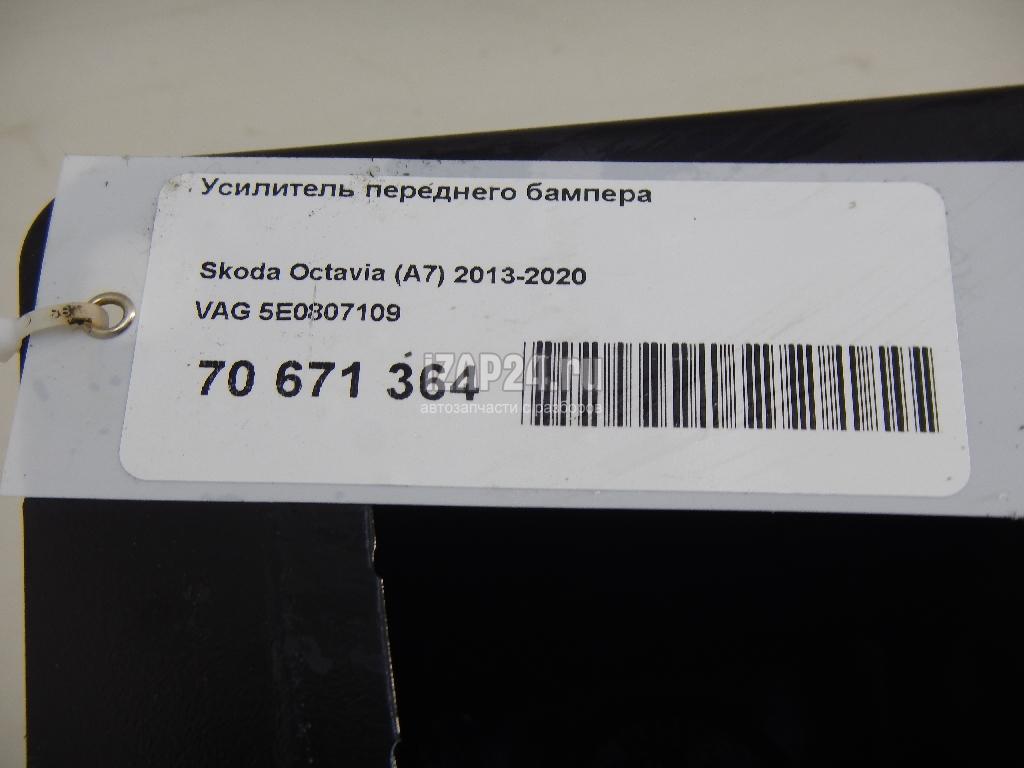 Усилитель переднего бампера
Skoda Octavia (A7) 2013-2020
VAG 5E0807109
70 671 364
iZAP24.ru
автозапчасти с разборов